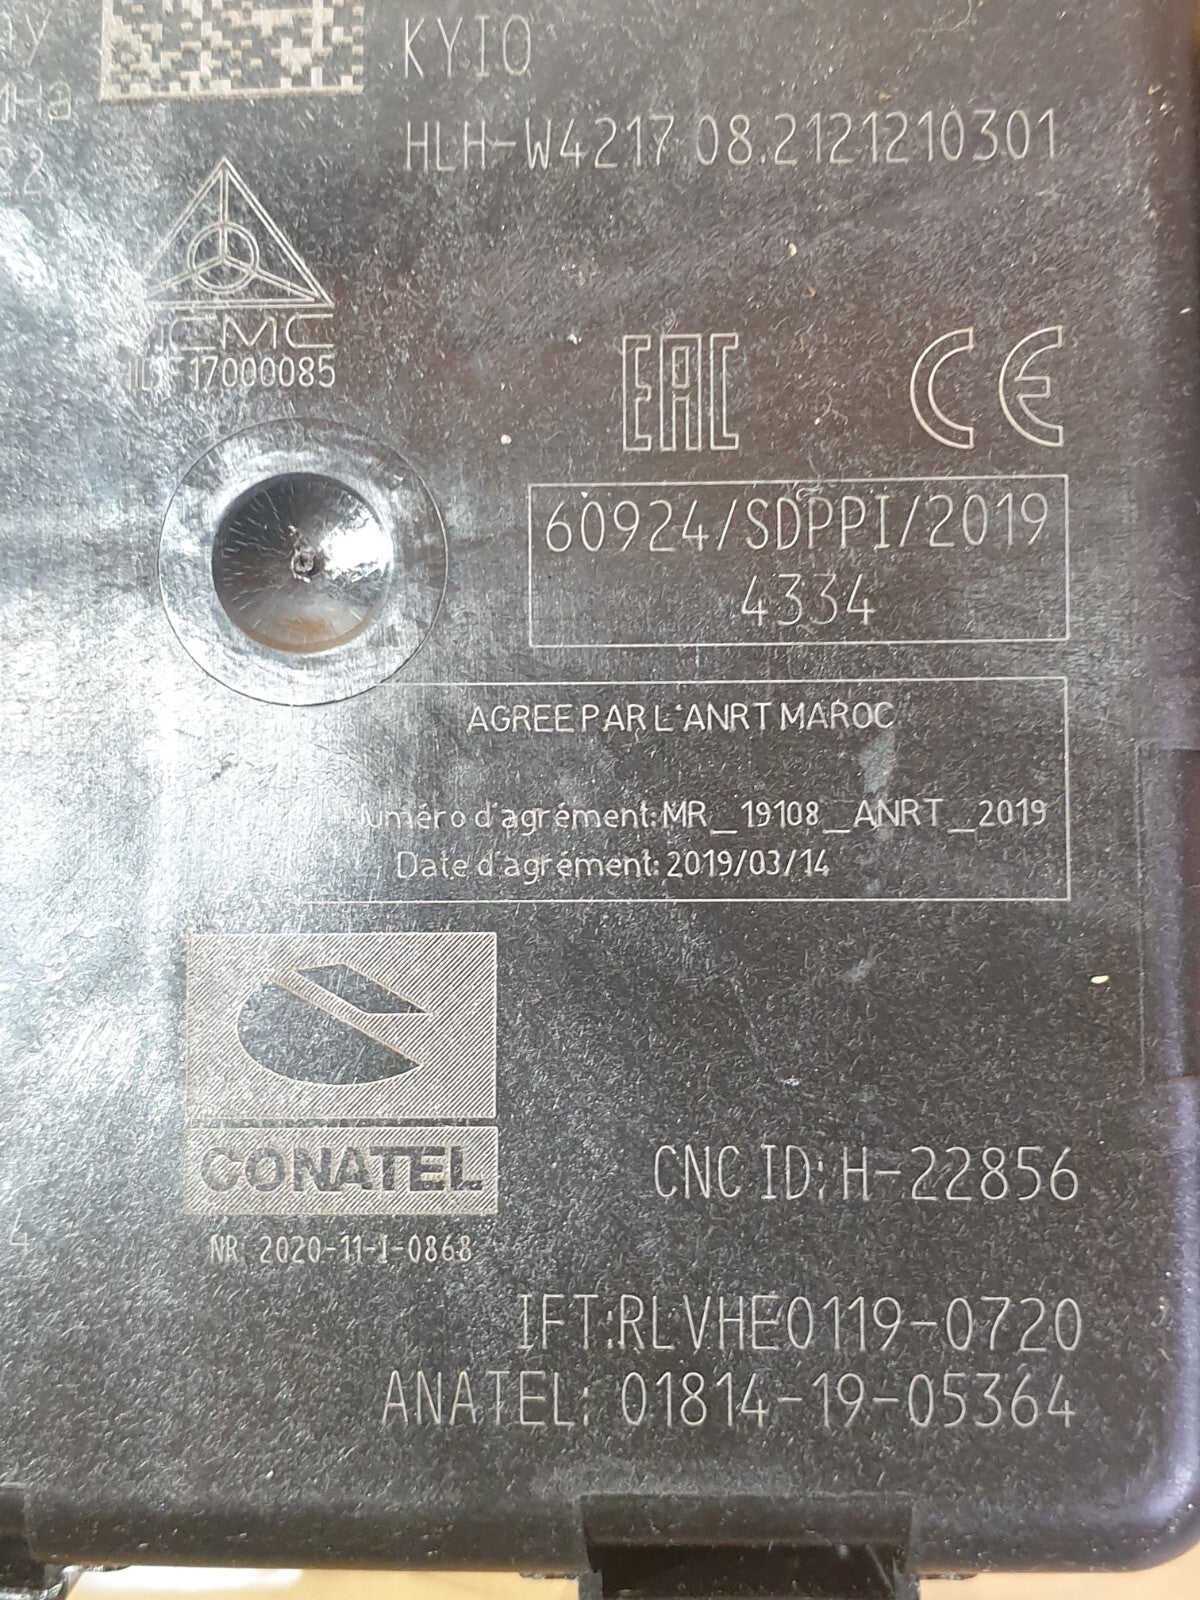 KYIO
HLH-W4217 08.2121210301
CMC
17000085
EAC
CE
60924/SDPPI/2019
4334
AGREE PAR L'ANRT MAROC
Numéro d'agrément: MR_19108_ANRT_2019
Date d'agrément: 2019/03/14
CONATEL
CNC ID: H-22856
4
NR: 2020-11-I-0868
IFT:RLVHE0119-0720
ANATEL: 01814-19-05364